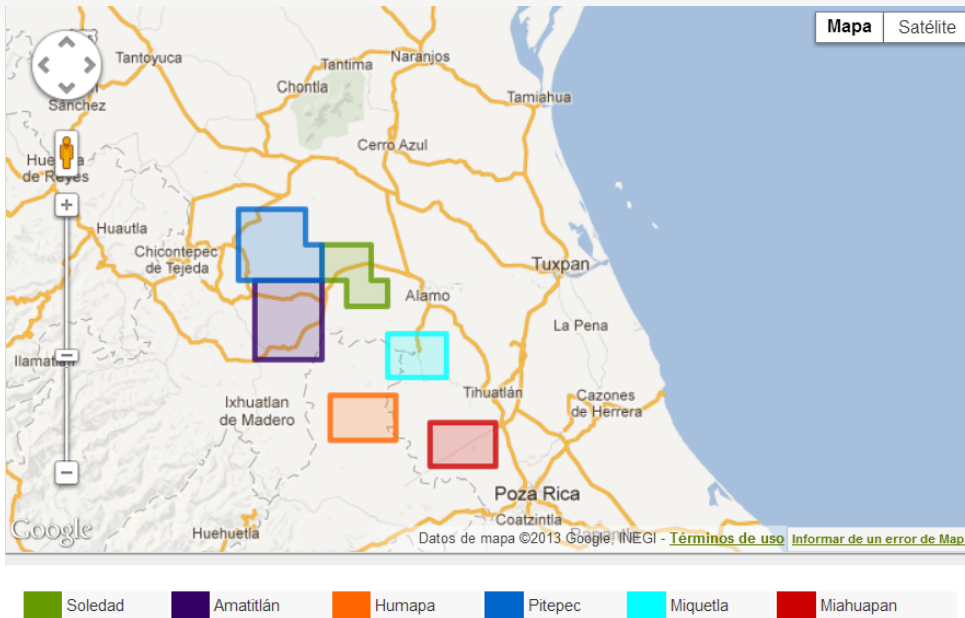 Mapa
Satélite
Tantoyuca
Tantima
Naranjos
Chontla
Tamiahua
Sánchez
Cerro Azul
de Reyes
Huautla
Chicontepec
de Tejeda
Tuxpan
Alamo
La Pena
Tihuatlán
Cazones
de Herrera
Ixhuatlan
de Madero
Poza Rica
Coatzintla
Google
Huehuetla
Datos de mapa ©2013 Google, INEGI - Términos de uso
Informar de un error de Map
Soledad
Amatitlán
Humapa
Pitepec
Miquetla
Miahuapan